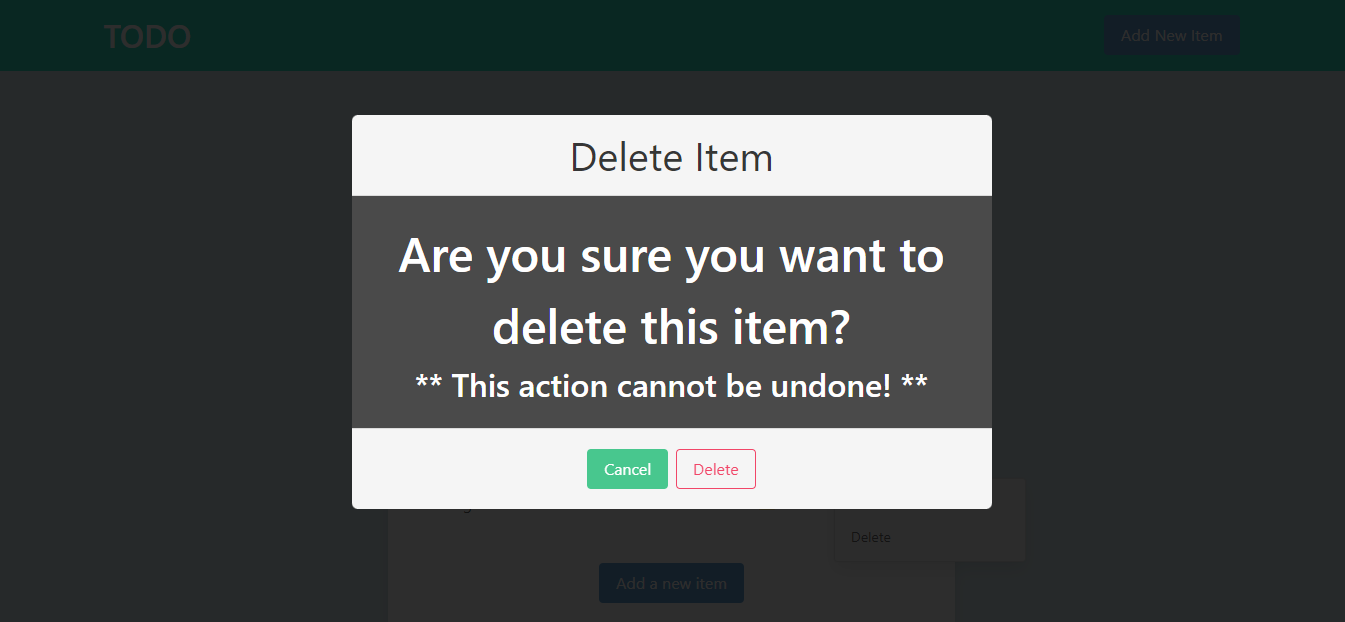 TODO
Add New Item
Delete Item
Are you sure you want to
delete this item?
** This action cannot be undone! **
Cancel
Delete
Delete
Add a new item